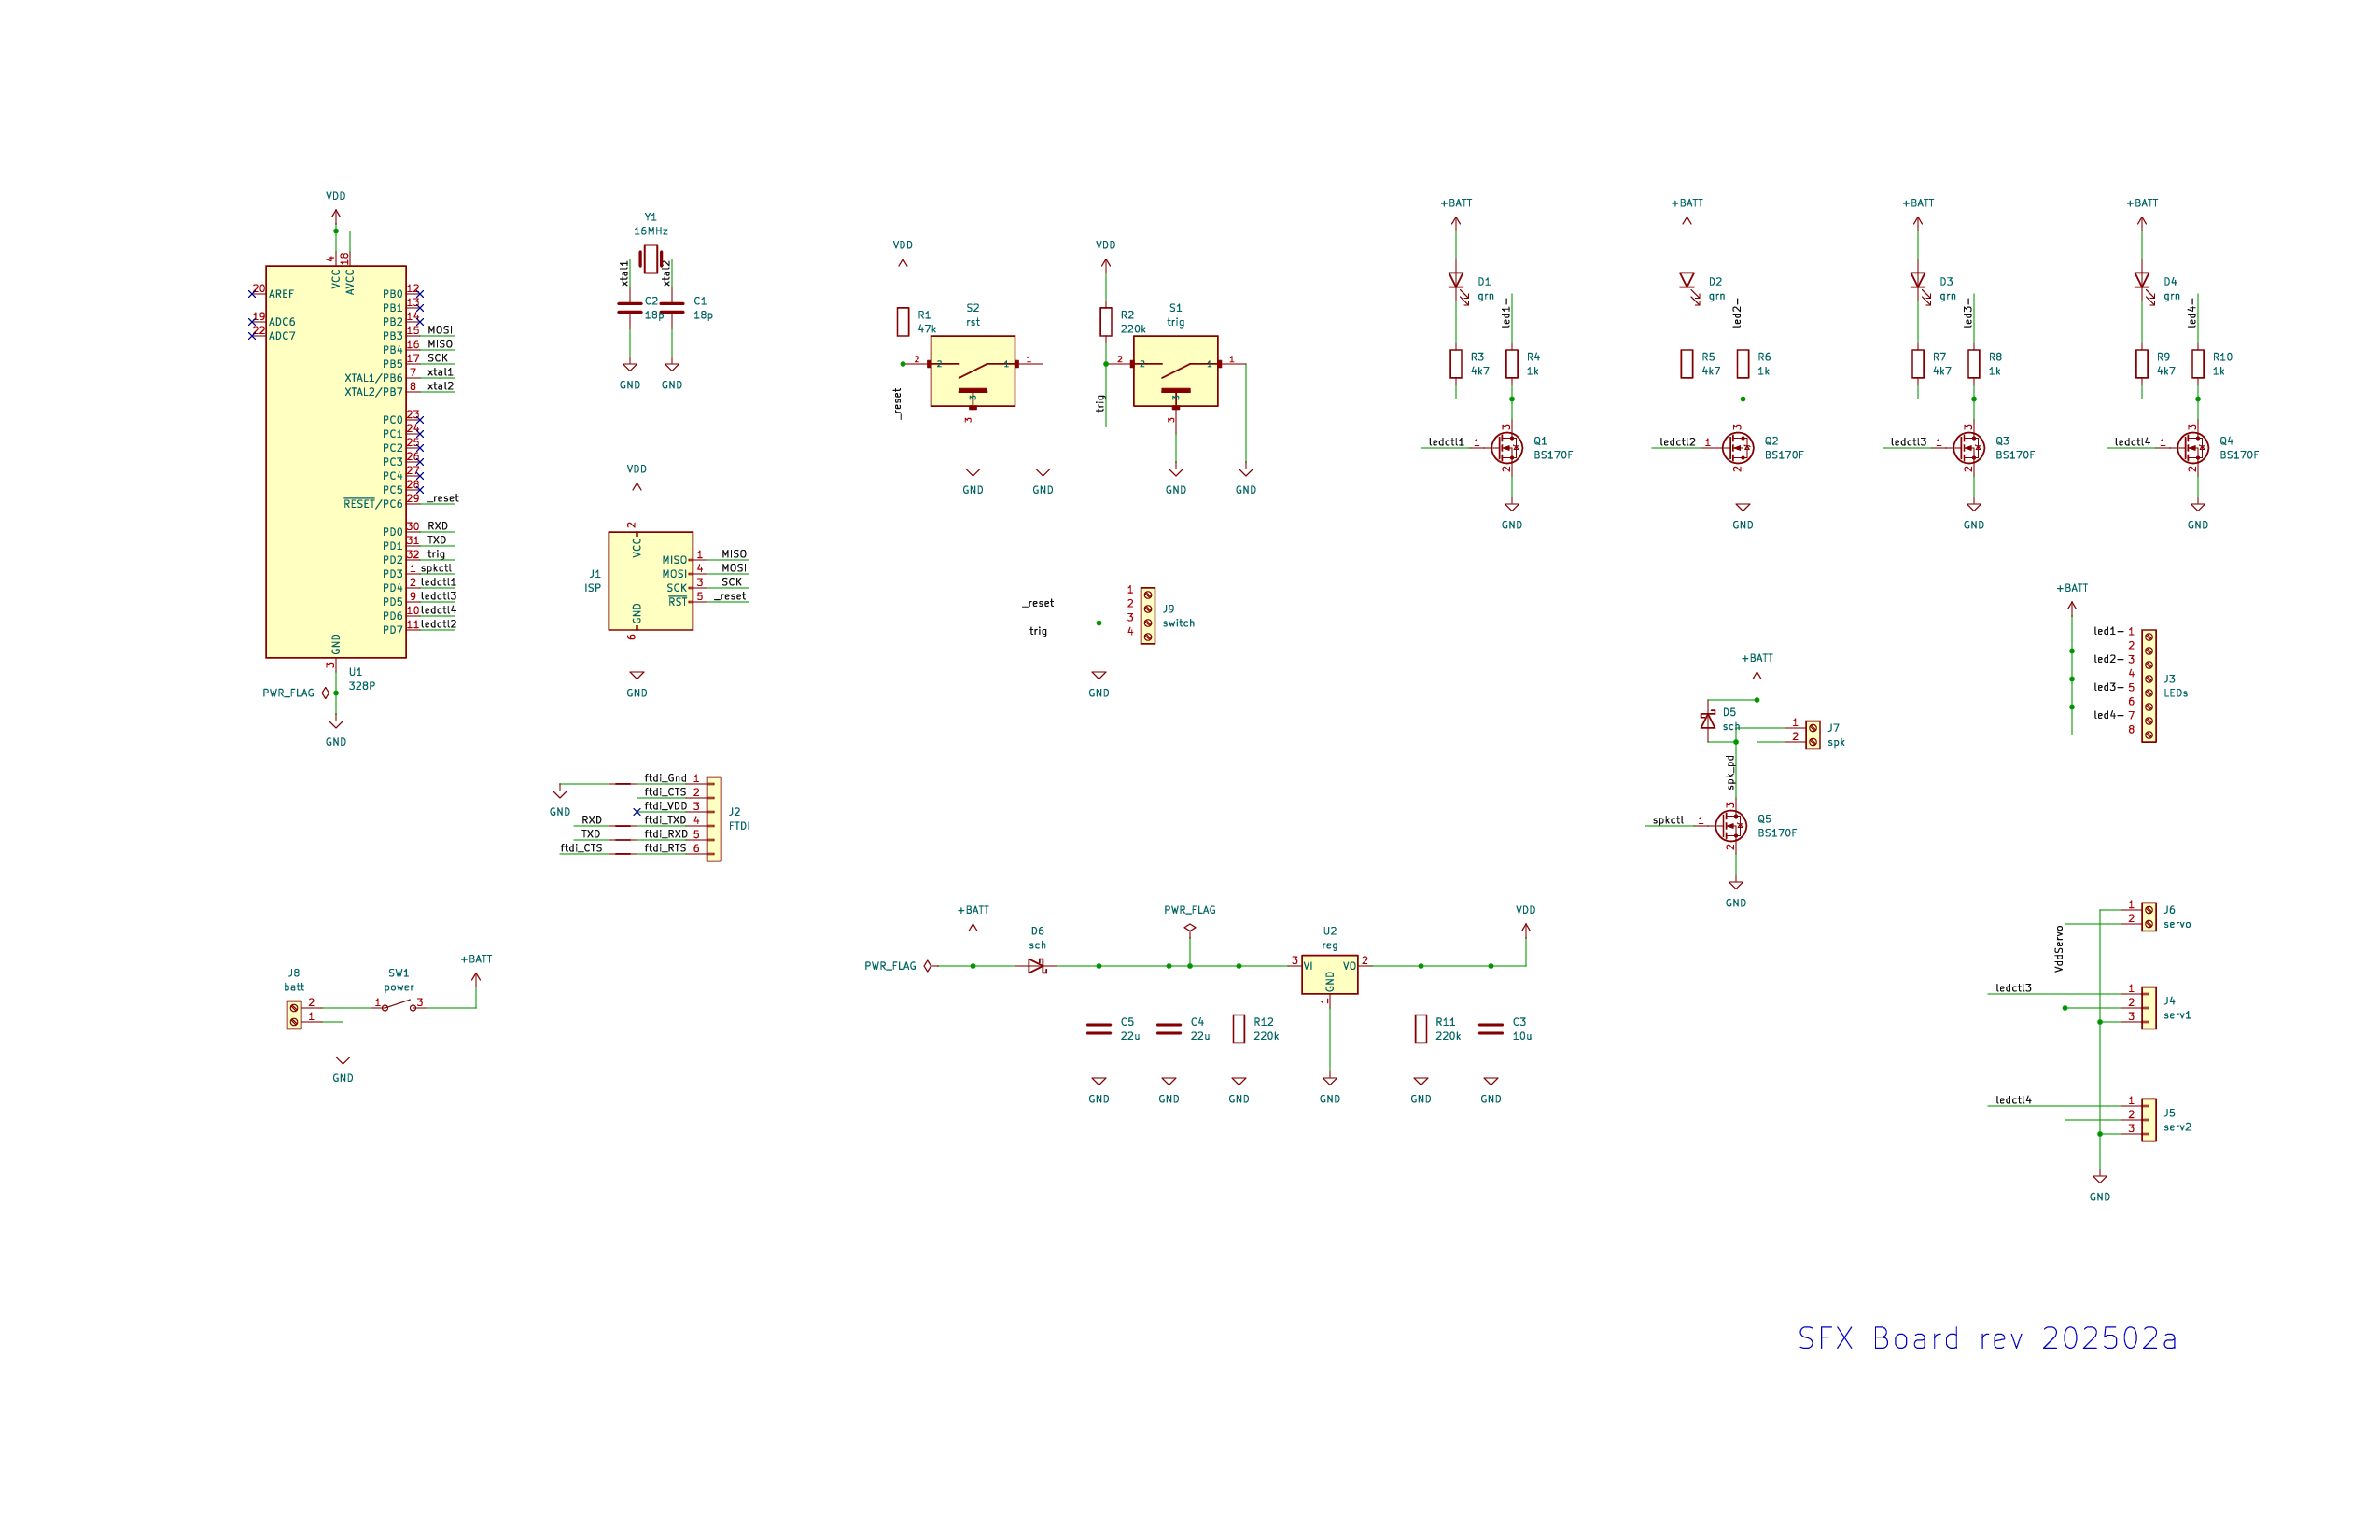 VDD
4
18
VCC
AVCC
20
AREF
19
ADC6
22
ADC7
PB0
12
PB1
13
PB2
14
PB3
15
MOSI
PB4
16
MISO
PB5
17
SCK
XTAL1/PB6
7
xtal1
XTAL2/PB7
8
xtal2
PC0
23
PC1
24
PC2
25
PC3
26
PC4
27
PC5
28
RESET/PC6
29
_reset
PD0
30
RXD
PD1
31
TXD
PD2
32
trig
PD3
1
spkctl
PD4
2
ledctl1
PD5
9
ledctl3
PD6
10
ledctl4
PD7
11
ledctl2
GND
3
U1
328P
PWR_FLAG
GND
Y1
16MHz
xtal1
xtal2
C2
18p
C1
18p
GND
GND
VDD
2
VCC
J1
ISP
MISO
1
MISO
MOSI
4
MOSI
SCK
3
SCK
RST
5
_reset
GND
6
GND
ftdi_Gnd
1
ftdi_CTS
2
ftdi_VDD
3
RXD
ftdi_TXD
4
TXD
ftdi_RXD
5
ftdi_CTS
ftdi_RTS
6
GND
J2
FTDI
J8
batt
2
1
SW1
power
1
3
+BATT
GND
VDD
R1
47k
S2
rst
2
2
1
1
3
3
_reset
GND
GND
VDD
R2
220k
S1
trig
2
2
1
1
3
3
trig
GND
GND
_reset
trig
1
2
3
4
J9
switch
GND
+BATT
PWR_FLAG
D6
sch
PWR_FLAG
C5
22u
C4
22u
R12
220k
U2
reg
3
VI
VO
2
GND
1
R11
220k
C3
10u
VDD
GND
GND
GND
GND
GND
GND
+BATT
D1
grn
led1-
R3
4k7
R4
1k
ledctl1
1
3
2
Q1
BS170F
GND
+BATT
D2
grn
led2-
R5
4k7
R6
1k
ledctl2
1
3
2
Q2
BS170F
GND
+BATT
D3
grn
led3-
R7
4k7
R8
1k
ledctl3
1
3
2
Q3
BS170F
GND
+BATT
D4
grn
led4-
R9
4k7
R10
1k
ledctl4
1
3
2
Q4
BS170F
GND
+BATT
D5
sch
1
2
J7
spk
spk_pd
spkctl
1
3
2
Q5
BS170F
GND
+BATT
led1-
1
2
led2-
3
4
led3-
5
6
led4-
7
8
J3
LEDs
1
2
J6
servo
VddServo
ledctl3
1
2
3
J4
serv1
ledctl4
1
2
3
J5
serv2
GND
SFX Board rev 202502a